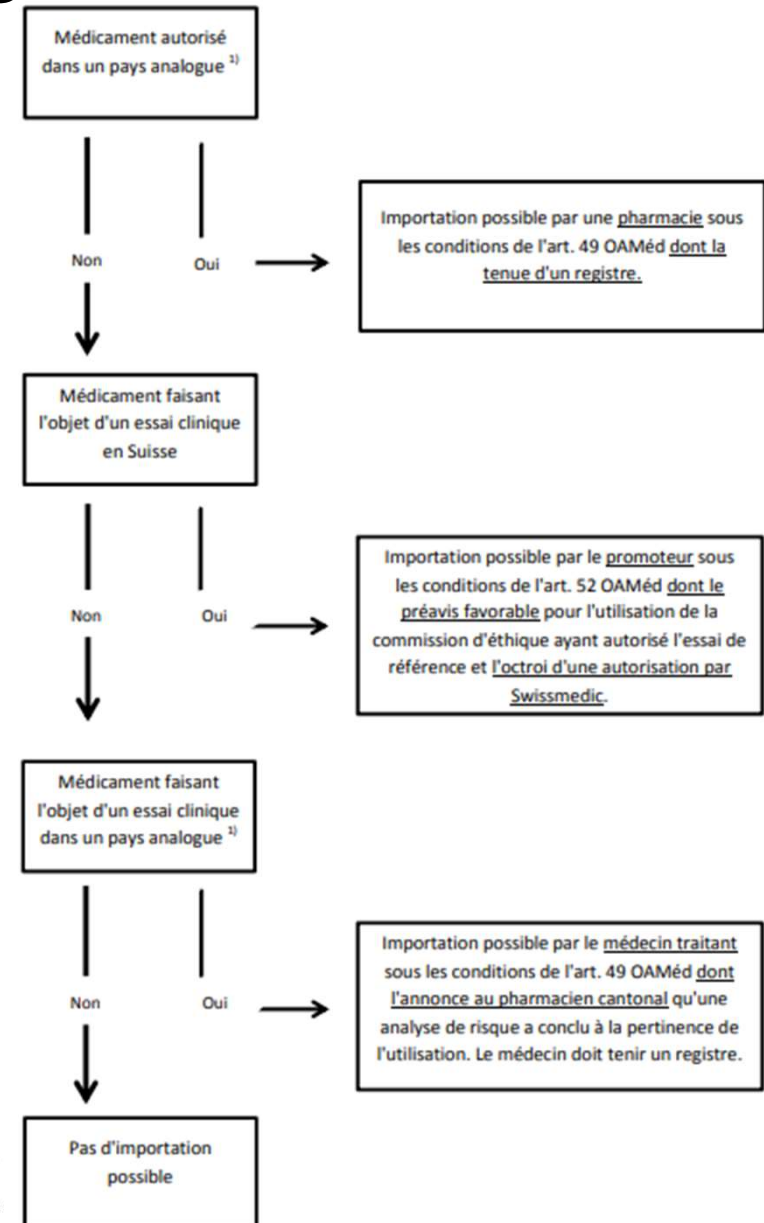 Médicament autorisé
dans un pays analogue 1)
Non
Oui
Importation possible par une pharmacie sous
les conditions de l'art. 49 OAMéd dont la
tenue d'un registre.
Médicament faisant
l'objet d'un essai clinique
en Suisse
Non
Oui
Importation possible par le promoteur sous
les conditions de l'art. 52 OAMéd dont le
préavis favorable pour l'utilisation de la
commission d'éthique ayant autorisé l'essai de
référence et l'octroi d'une autorisation par
Swissmedic.
Médicament faisant
l'objet d'un essai clinique
dans un pays analogue 1)
Non
Oui
Importation possible par le médecin traitant
sous les conditions de l'art. 49 OAMéd dont
l'annonce au pharmacien cantonal qu'une
analyse de risque a conclu à la pertinence de
l'utilisation. Le médecin doit tenir un registre.
Pas d'importation
possible